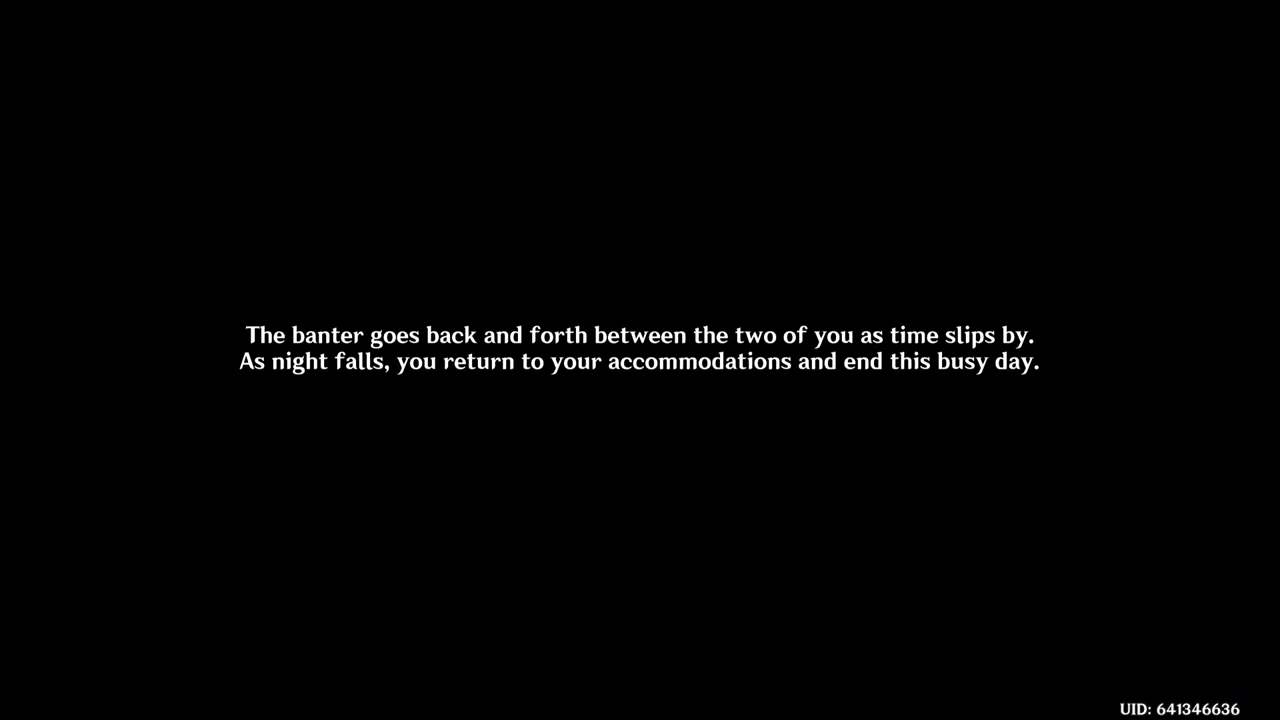 The banter goes back and forth between the two of you as time slips by.
As night falls, you return to your accommodations and end this busy day.
UID: 641346636